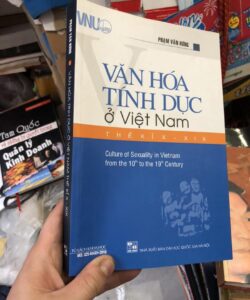 VNU
PHẠM VĂN HƯNG
VĂN HÓA
TÍNH DỤC
ở Việt Nam
THẾ KỈ X - XIX
Culture of Sexuality in Vietnam
from the 10th to the 19th Century
NHÀ XUẤT BẢN ĐẠI HỌC QUỐC GIA HÀ NỘI
Tam Quốc
Quản lý
Kinh Doanh